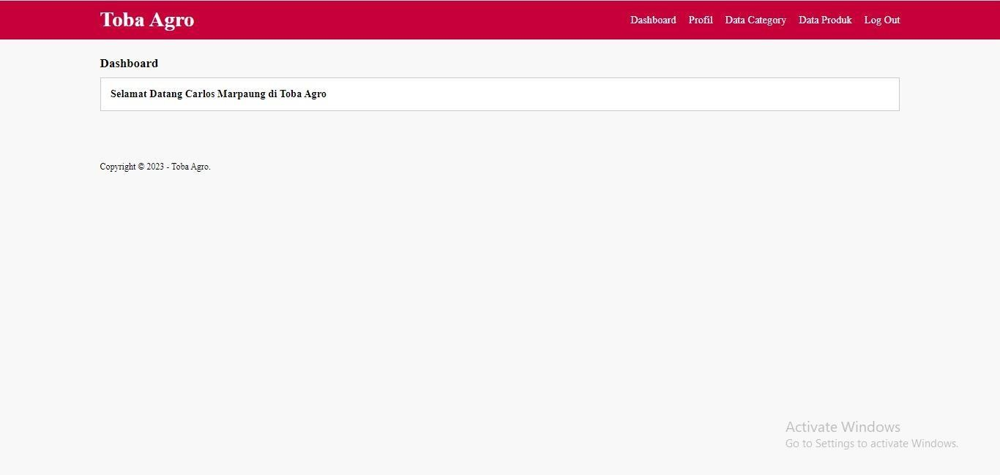 Toba Agro
Dashboard Profil Data Category Data Produk Log Out
Dashboard
Selamat Datang Carlos Marpaung di Toba Agro
Copyright © 2023 - Toba Agro.
Activate Windows
Go to Settings to activate Windows.